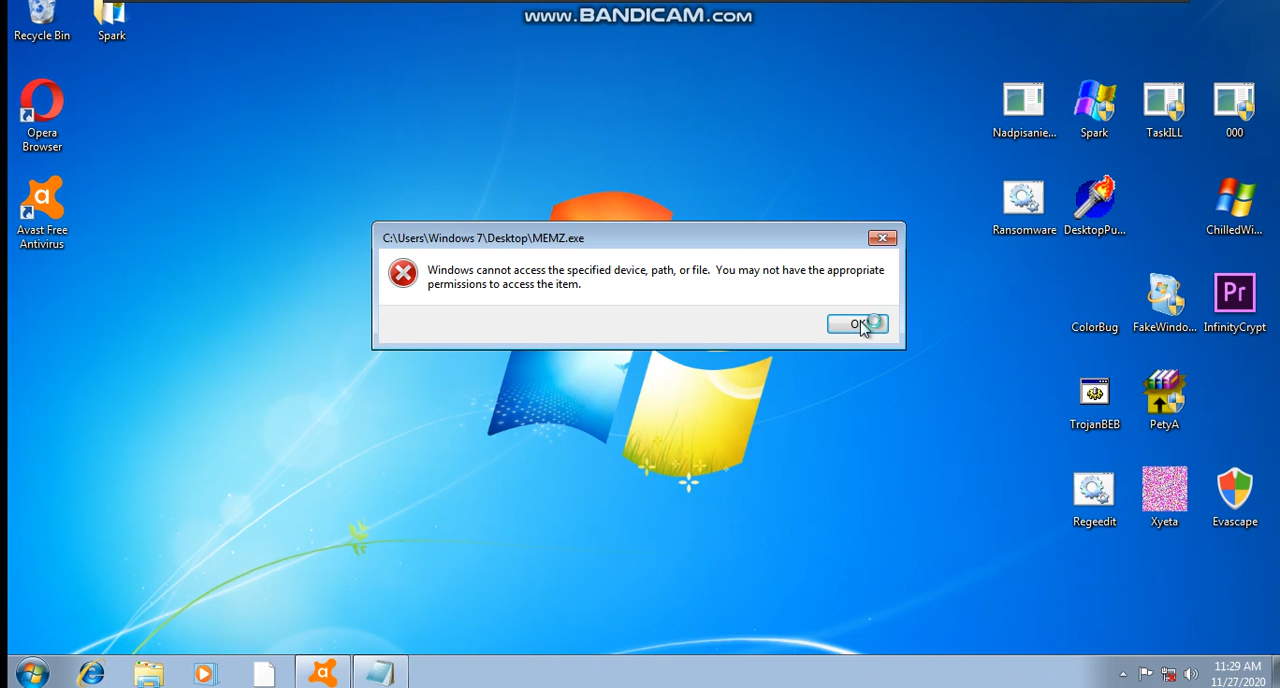 www.BANDICAM.com
Recycle Bin
Spark
Opera
Browser
Avast Free
Antivirus
Nadpisanie...
Spark
TaskILL
000
Ransomware
DesktopPu...
ChilledWi...
ColorBug
FakeWindo...
Pr
InfinityCrypt
TrojanBEB
PetyA
Regeedit
Xyeta
Evascape
C:\Users\Windows 7\Desktop\MEMZ.exe
Windows cannot access the specified device, path, or file. You may not have the appropriate
permissions to access the item.
OK
11:29 AM
11/27/2020